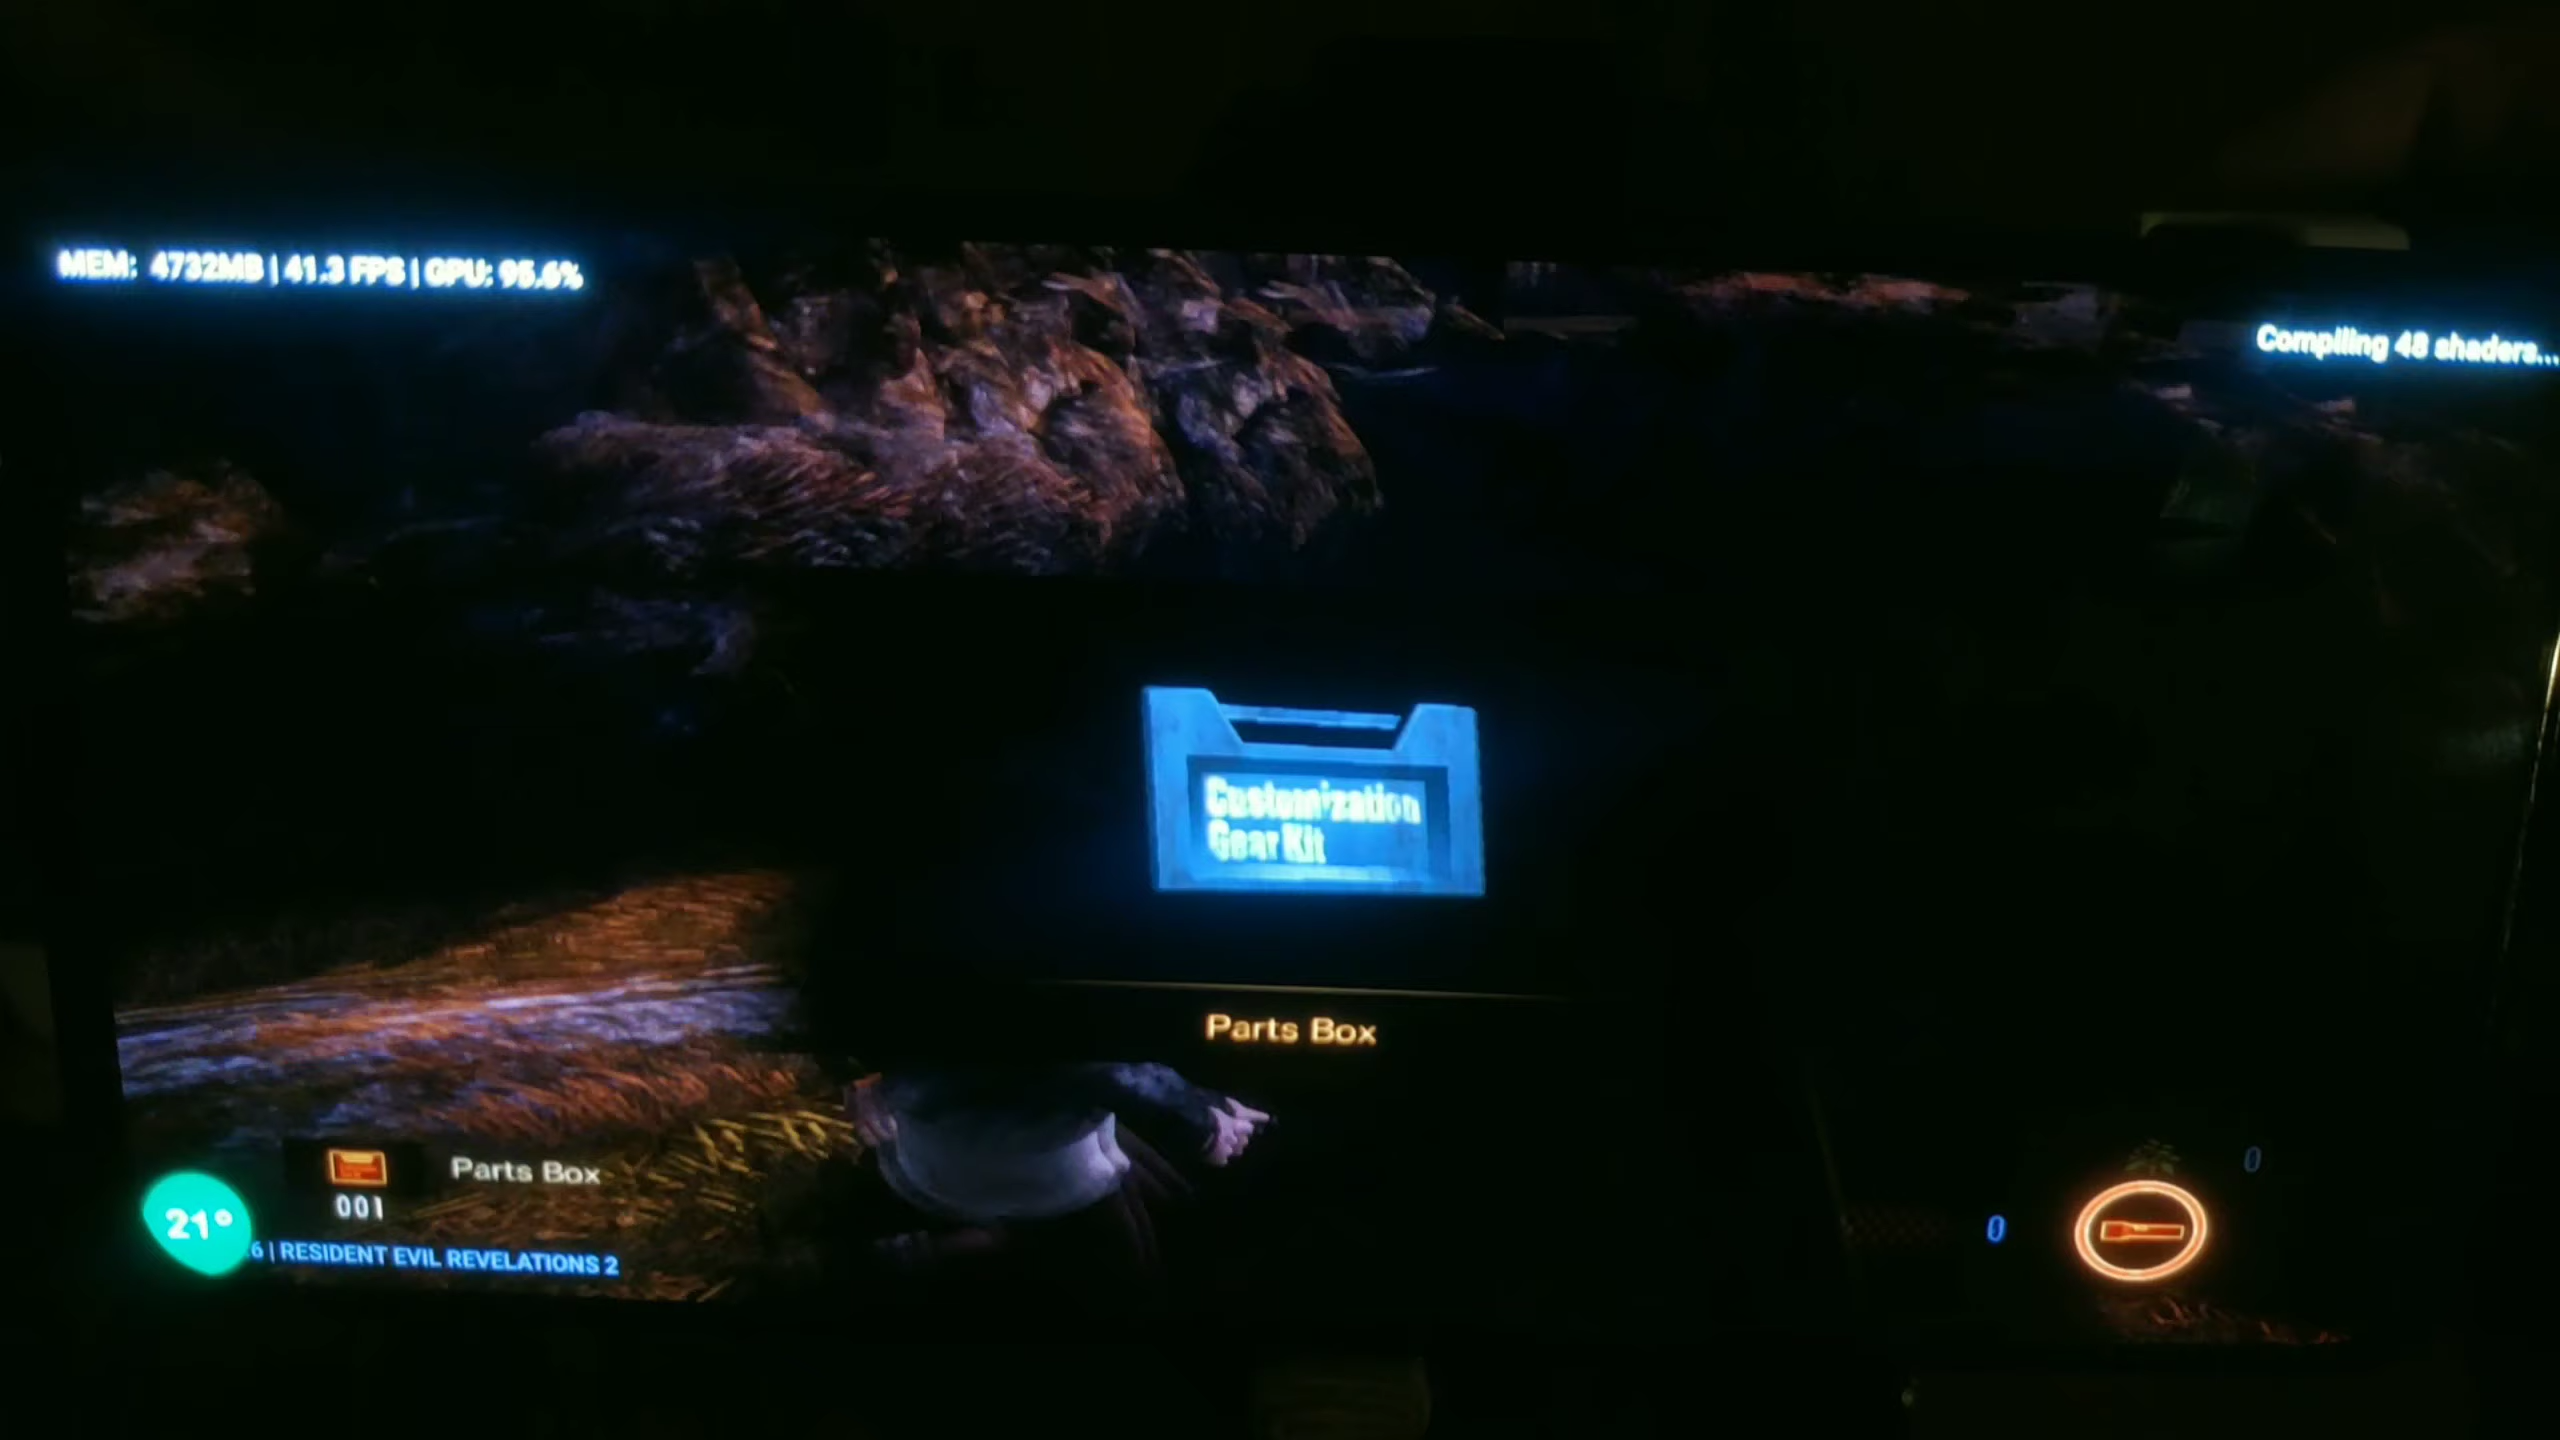 MEM: 4732MB | 41.3 FPS | GPU: 95.6%
Compiling 48 shaders...
Customization
Gear Kit
Parts Box
Parts Box
001
0
0
21°
6 | RESIDENT EVIL REVELATIONS 2